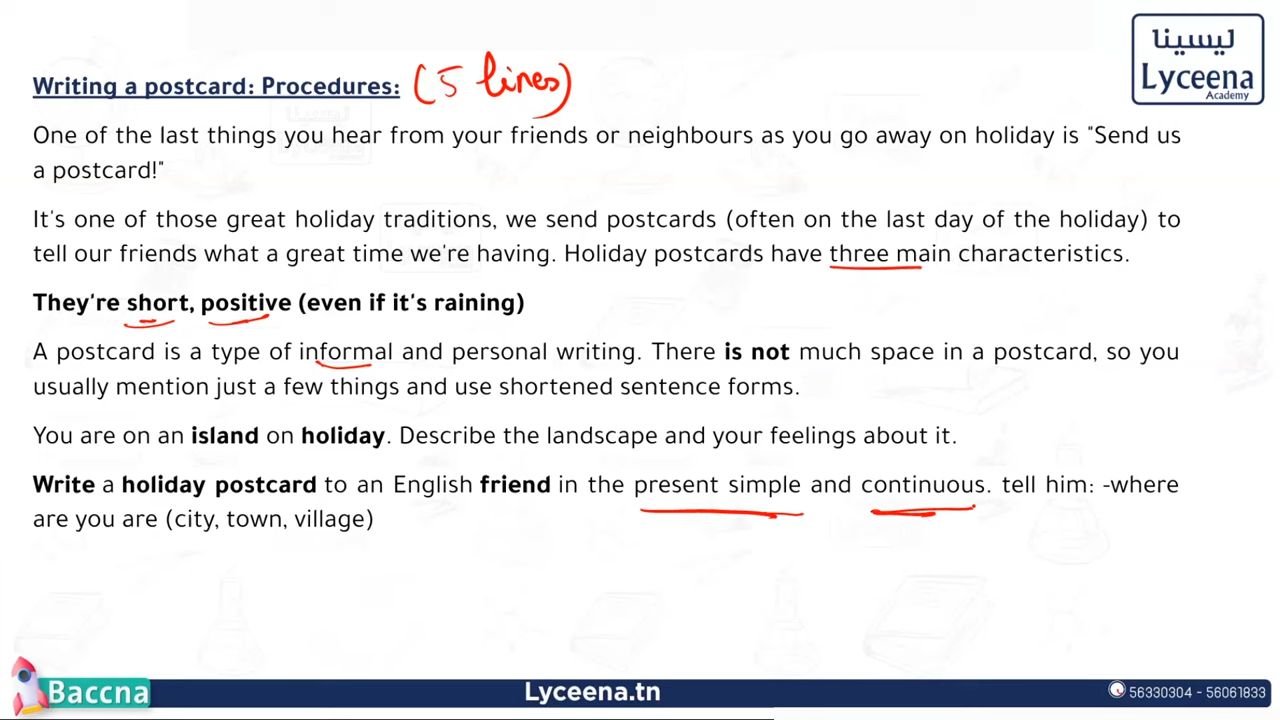 ليسينا
Lyceena
Academy
Writing a postcard: Procedures: (5 lines)
One of the last things you hear from your friends or neighbours as you go away on holiday is "Send us
a postcard!"
It's one of those great holiday traditions, we send postcards (often on the last day of the holiday) to
tell our friends what a great time we're having. Holiday postcards have three main characteristics.
They're short, positive (even if it's raining)
A postcard is a type of informal and personal writing. There is not much space in a postcard, so you
usually mention just a few things and use shortened sentence forms.
You are on an island on holiday. Describe the landscape and your feelings about it.
Write a holiday postcard to an English friend in the present simple and continuous. tell him: -where
are you are (city, town, village)
Baccna
Lyceena.tn
56330304 - 56061833